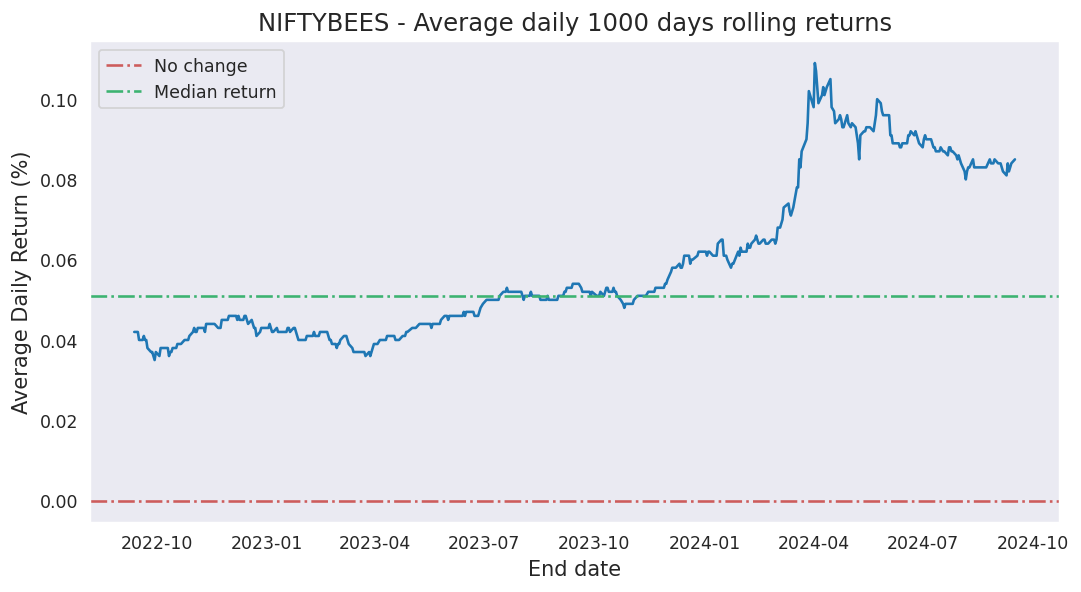 NIFTYBEES - Average daily 1000 days rolling returns
No change
Median return
Average Daily Return (%)
0.10
0.08
0.06
0.04
0.02
0.00
2022-10 2023-01 2023-04 2023-07 2023-10 2024-01 2024-04 2024-07 2024-10
End date